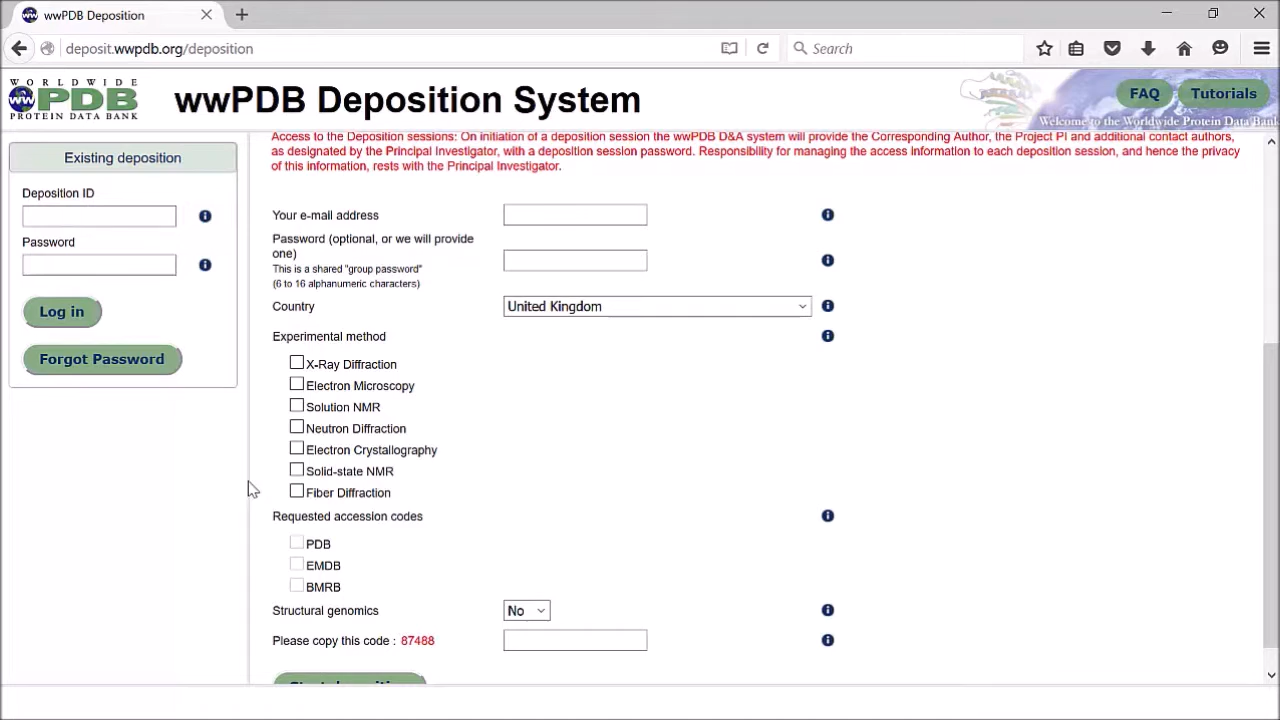 wwPDB Deposition
deposit.wwpdb.org/deposition
Search
WORLDWIDE
PDB
PROTEIN DATA BANK
wwPDB Deposition System
FAQ
Tutorials
Welcome to the Worldwide Protein Data Bank
Existing deposition
Deposition ID
Password
Log in
Forgot Password
Access to the Deposition sessions: On initiation of a deposition session the wwPDB D&A system will provide the Corresponding Author, the Project PI and additional contact authors,
as designated by the Principal Investigator, with a deposition session password. Responsibility for managing the access information to each deposition session, and hence the privacy
of this information, rests with the Principal Investigator.
Your e-mail address
Password (optional, or we will provide
one)
This is a shared "group password"
(6 to 16 alphanumeric characters)
Country
United Kingdom
Experimental method
X-Ray Diffraction
Electron Microscopy
Solution NMR
Neutron Diffraction
Electron Crystallography
Solid-state NMR
Fiber Diffraction
Requested accession codes
PDB
EMDB
BMRB
Structural genomics
No
Please copy this code : 87488